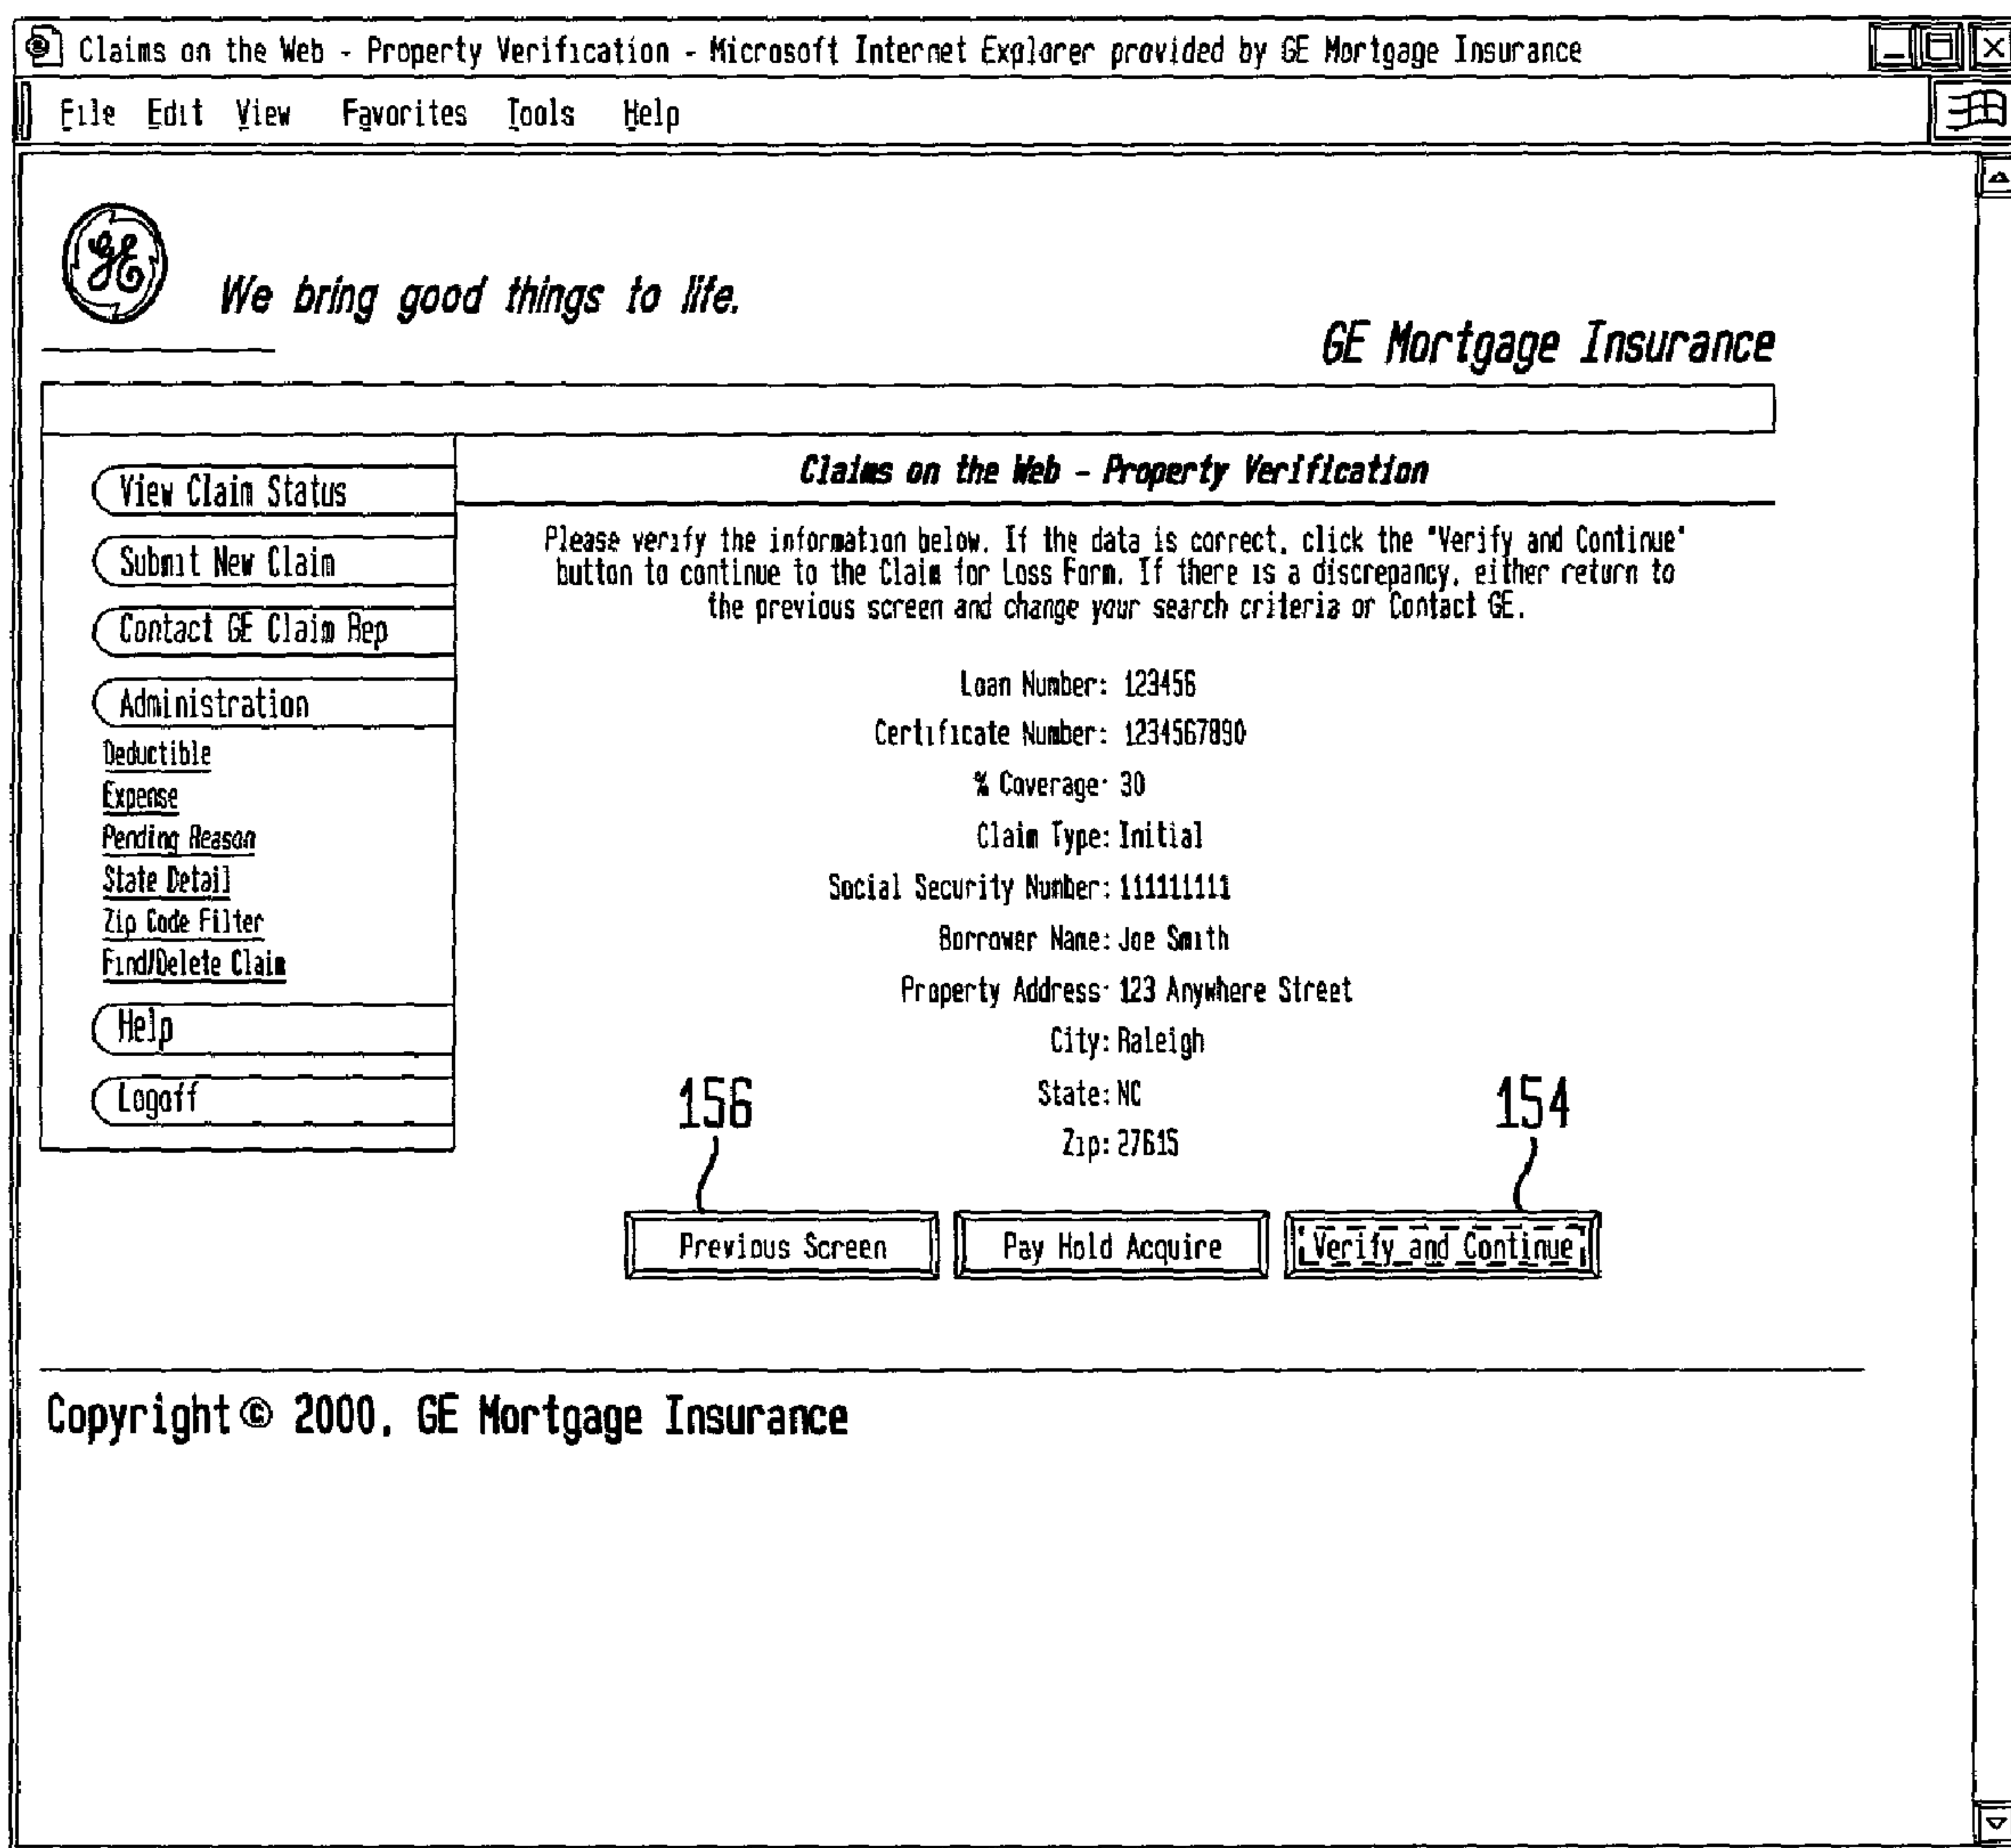 Claims on the Web - Property Verification - Microsoft Internet Explorer provided by GE Mortgage Insurance
File Edit View Favorites Tools Help
GE
We bring good things to life.
GE Mortgage Insurance
View Claim Status
Submit New Claim
Contact GE Claim Rep
Administration
Deductible
Expense
Pending Reason
State Detail
Zip Code Filter
Find/Delete Claim
Help
Logoff
Claims on the Web - Property Verification
Please verify the information below. If the data is correct, click the "Verify and Continue"
button to continue to the Claim for Loss Form. If there is a discrepancy, either return to
the previous screen and change your search criteria or Contact GE.
Loan Number: 123456
Certificate Number: 1234567890
% Coverage: 30
Claim Type: Initial
Social Security Number: 111111111
Borrower Name: Joe Smith
Property Address: 123 Anywhere Street
City: Raleigh
State: NC
Zip: 27615
156
154
Previous Screen Pay Hold Acquire Verify and Continue
Copyright © 2000, GE Mortgage Insurance